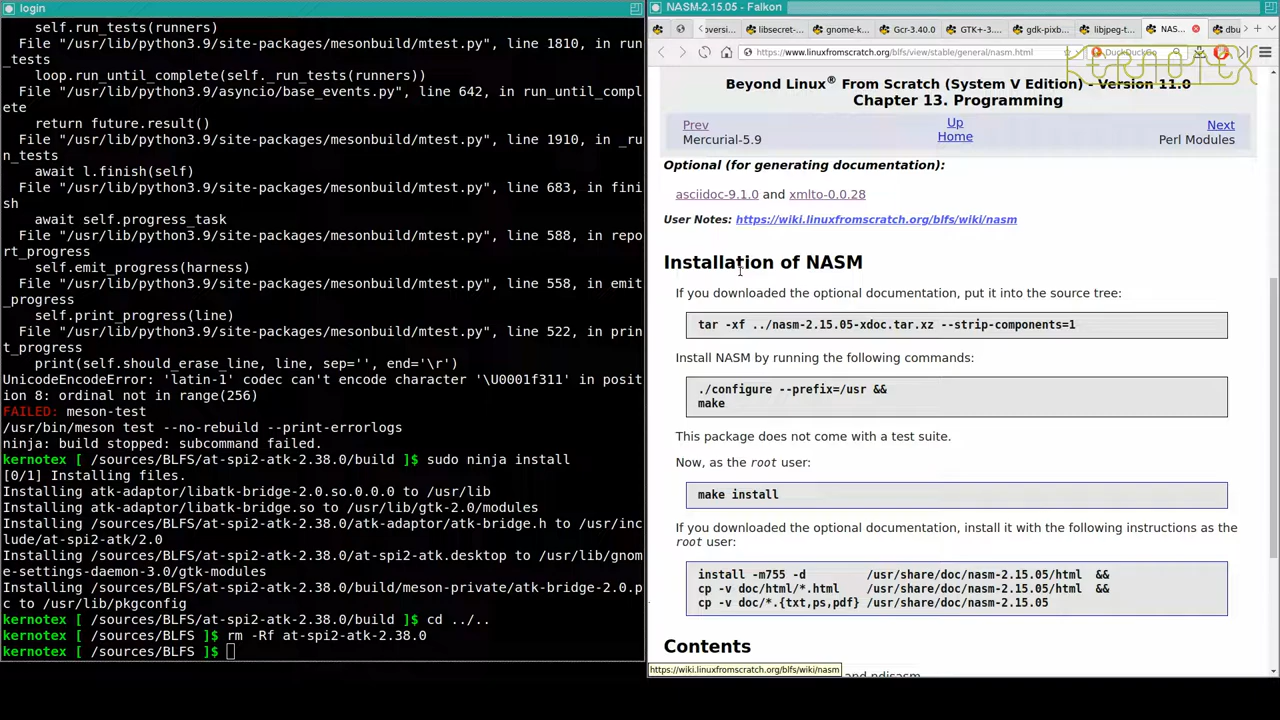 login
self.run_tests(runners)
File "/usr/lib/python3.9/site-packages/mesonbuild/mtest.py", line 1810, in run
_tests
loop.run_until_complete(self._run_tests(runners))
File "/usr/lib/python3.9/asyncio/base_events.py", line 642, in run_until_compl
ete
return future.result()
File "/usr/lib/python3.9/site-packages/mesonbuild/mtest.py", line 1910, in _ru
n_tests
await l.finish(self)
File "/usr/lib/python3.9/site-packages/mesonbuild/mtest.py", line 683, in fini
sh
await self.progress_task
File "/usr/lib/python3.9/site-packages/mesonbuild/mtest.py", line 588, in repo
rt_progress
self.emit_progress(harness)
File "/usr/lib/python3.9/site-packages/mesonbuild/mtest.py", line 558, in emit
_progress
self.print_progress(line)
File "/usr/lib/python3.9/site-packages/mesonbuild/mtest.py", line 522, in prin
t_progress
print(self.should_erase_line, line, sep='', end='\r')
UnicodeEncodeError: 'latin-1' codec can't encode character '\U0001f311' in posit
ion 8: ordinal not in range(256)
FAILED: meson-test
/usr/bin/meson test --no-rebuild --print-errorlogs
ninja: build stopped: subcommand failed.
kernotex [ /sources/BLFS/at-spi2-atk-2.38.0/build ]$ sudo ninja install
[0/1] Installing files.
Installing atk-adaptor/libatk-bridge-2.0.so.0.0.0 to /usr/lib
Installing atk-adaptor/libatk-bridge.so to /usr/lib/gtk-2.0/modules
Installing /sources/BLFS/at-spi2-atk-2.38.0/atk-adaptor/atk-bridge.h to /usr/inc
lude/at-spi2-atk/2.0
Installing /sources/BLFS/at-spi2-atk-2.38.0/at-spi2-atk.desktop to /usr/lib/gnom
e-settings-daemon-3.0/gtk-modules
Installing /sources/BLFS/at-spi2-atk-2.38.0/build/meson-private/atk-bridge-2.0.p
c to /usr/lib/pkgconfig
kernotex [ /sources/BLFS/at-spi2-atk-2.38.0/build ]$ cd ../..
kernotex [ /sources/BLFS ]$ rm -Rf at-spi2-atk-2.38.0
kernotex [ /sources/BLFS ]$
NASM-2.15.05 - Falkon
oversi... libsecret-... gnome-k... Gcr-3.40.0 GTK+-3.... gdk-pixb... libjpeg-t... NAS... dbu
https://www.linuxfromscratch.org/blfs/view/stable/general/nasm.html
DuckDuckGo
KERNOTEX
Beyond Linux® From Scratch (System V Edition) - Version 11.0
Chapter 13. Programming
Prev Up Next
Mercurial-5.9 Home Perl Modules
Optional (for generating documentation):
asciidoc-9.1.0 and xmlto-0.0.28
User Notes: https://wiki.linuxfromscratch.org/blfs/wiki/nasm
Installation of NASM
If you downloaded the optional documentation, put it into the source tree:
tar -xf ../nasm-2.15.05-xdoc.tar.xz --strip-components=1
Install NASM by running the following commands:
./configure --prefix=/usr &&
make
This package does not come with a test suite.
Now, as the root user:
make install
If you downloaded the optional documentation, install it with the following instructions as the
root user:
install -m755 -d /usr/share/doc/nasm-2.15.05/html &&
cp -v doc/html/*.html /usr/share/doc/nasm-2.15.05/html &&
cp -v doc/*.{txt,ps,pdf} /usr/share/doc/nasm-2.15.05
Contents
https://wiki.linuxfromscratch.org/blfs/wiki/nasm
and ndisasm